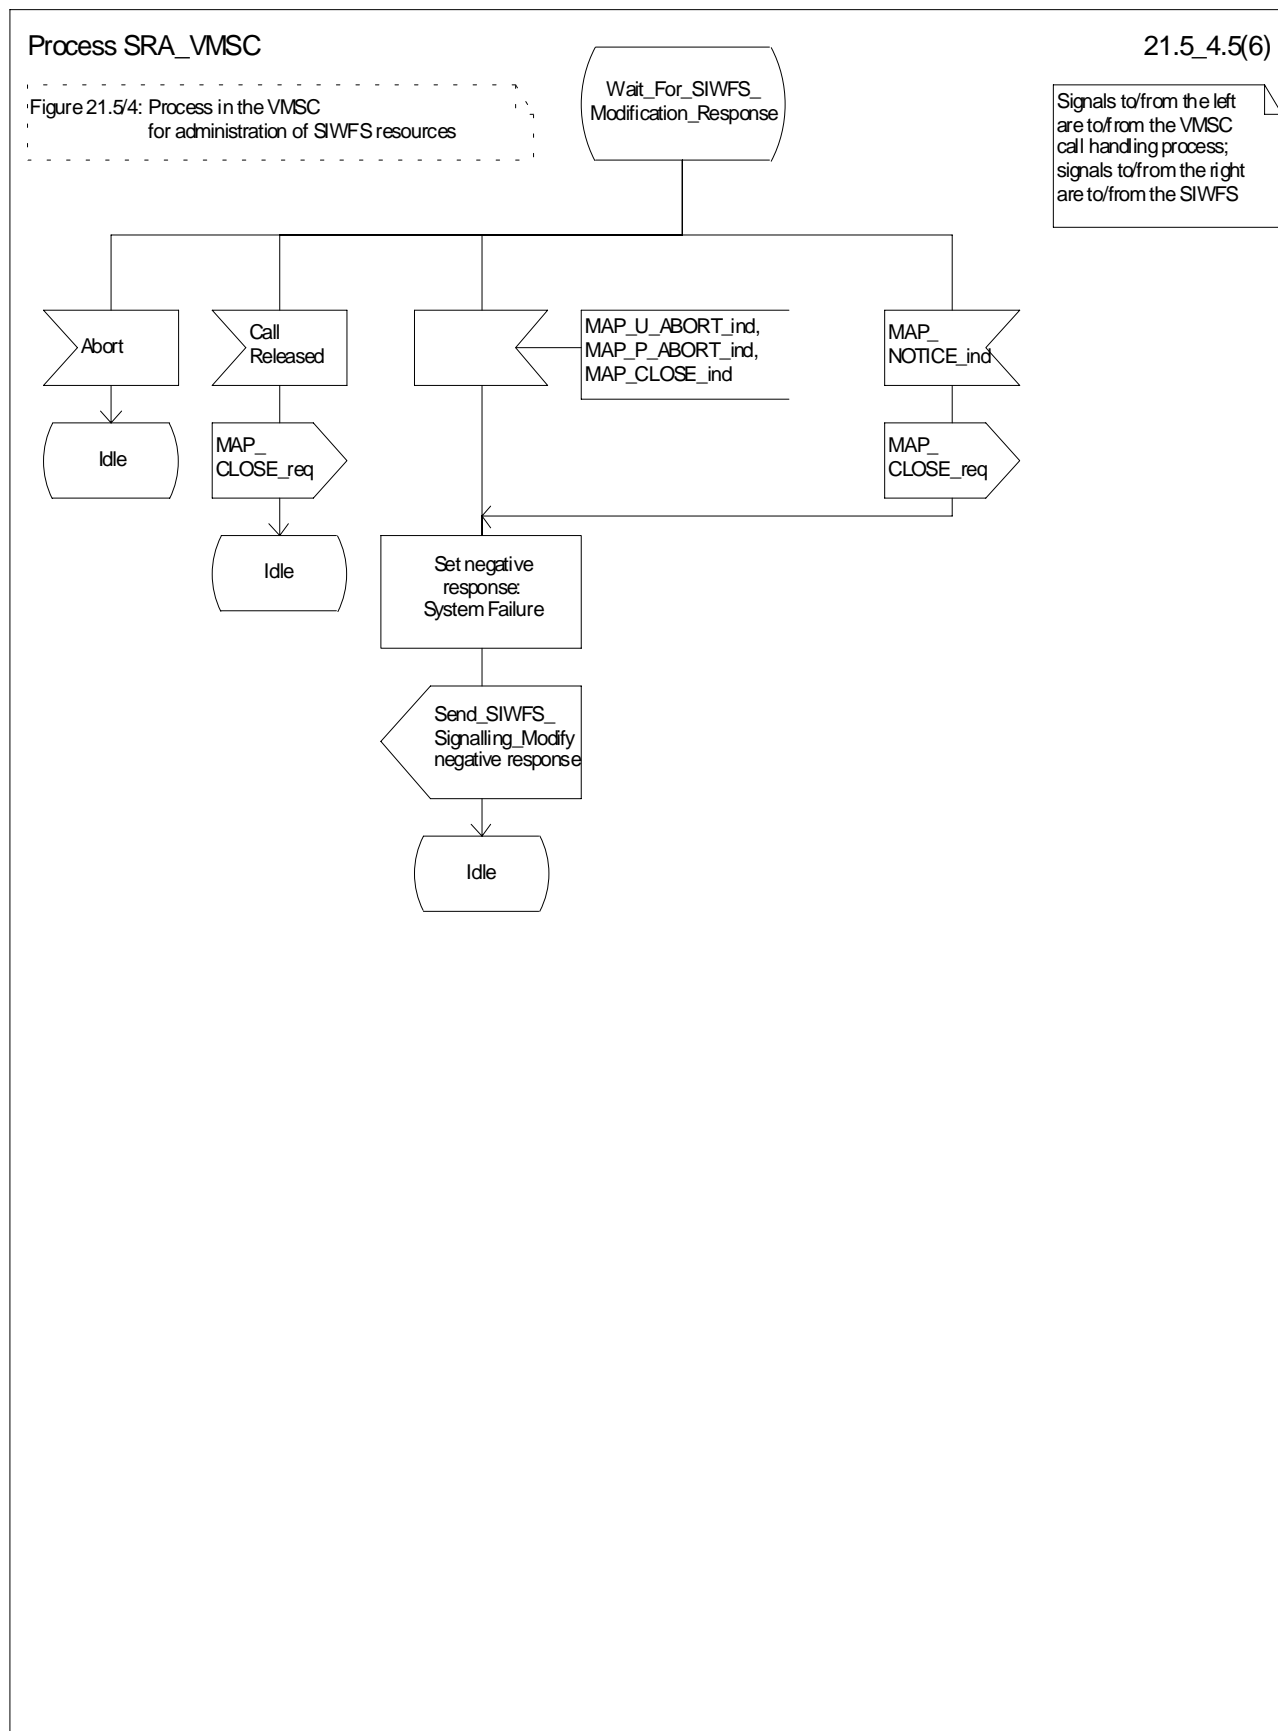 Process SRA_VMSC
21.5_4.5(6)
Figure 21.5/4: Process in the VMSC
for administration of SIWFS resources
Wait_For_SIWFS_
Modification_Response
Signals to/from the left
are to/from the VMSC
call handling process;
signals to/from the right
are to/from the SIWFS
Abort
Call
Released
MAP_U_ABORT_ind,
MAP_P_ABORT_ind,
MAP_CLOSE_ind
MAP_
NOTICE_ind
Idle
MAP_
CLOSE_req
MAP_
CLOSE_req
Idle
Set negative
response:
System Failure
Send_SIWFS_
Signalling_Modify
negative response
Idle